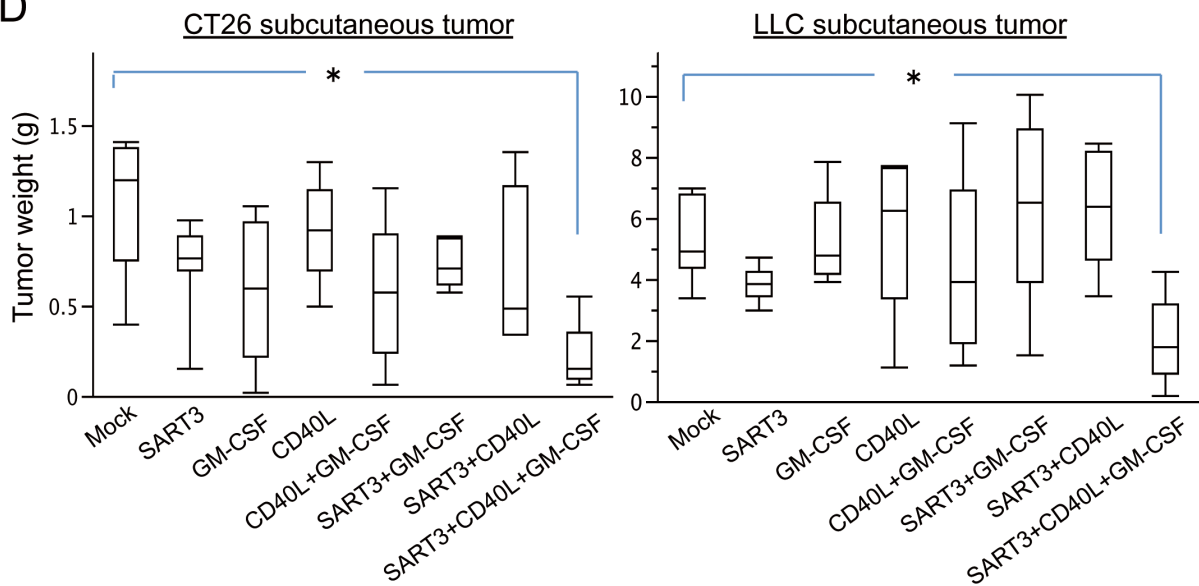 D
CT26 subcutaneous tumor
LLC subcutaneous tumor
*
*
Tumor weight (g)
1.5
1
0.5
0
10
8
6
4
2
0
Mock
SART3
GM-CSF
CD40L
CD40L+GM-CSF
SART3+GM-CSF
SART3+CD40L
SART3+CD40L+GM-CSF
Mock
SART3
GM-CSF
CD40L
CD40L+GM-CSF
SART3+GM-CSF
SART3+CD40L
SART3+CD40L+GM-CSF